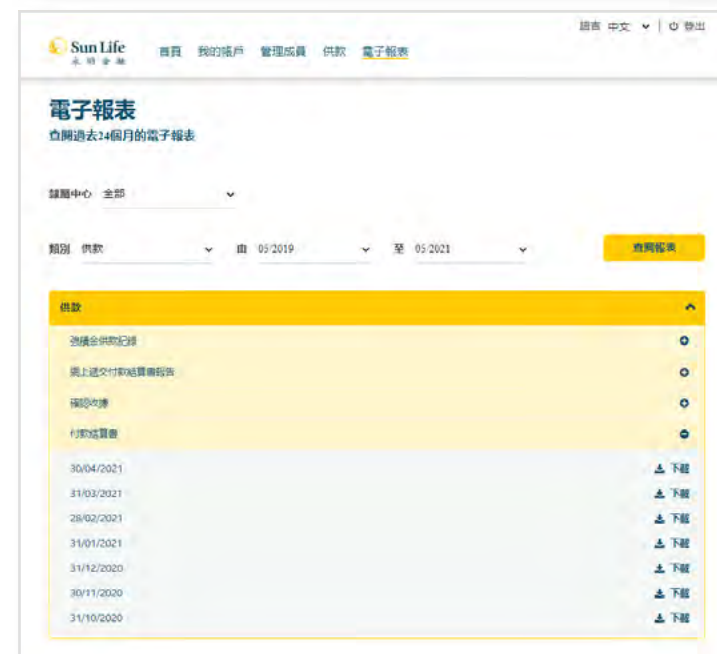 語言 中文 | 登出
Sun Life
永明金融
首頁 我的帳戶 管理成員 供款 電子報表
電子報表
查閱過去24個月的電子報表
隸屬中心 全部
類別 供款 由 05/2019 至 05/2021 查閱報表
供款
強積金供款紀錄
網上遞交付款結算書報告
確認收據
付款結算書
30/04/2021 下載
31/03/2021 下載
28/02/2021 下載
31/01/2021 下載
31/12/2020 下載
30/11/2020 下載
31/10/2020 下載